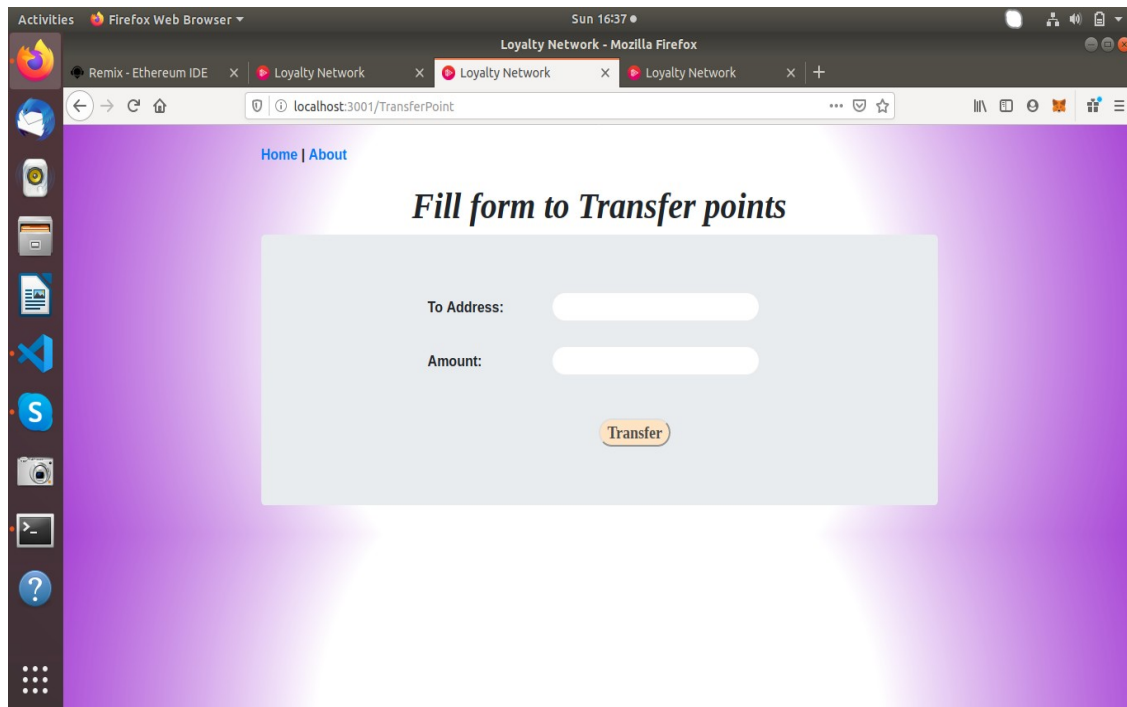 Activities Firefox Web Browser Sun 16:37
Loyalty Network - Mozilla Firefox
Remix - Ethereum IDE Loyalty Network Loyalty Network Loyalty Network
localhost:3001/TransferPoint
Home | About
Fill form to Transfer points
To Address:
Amount:
Transfer